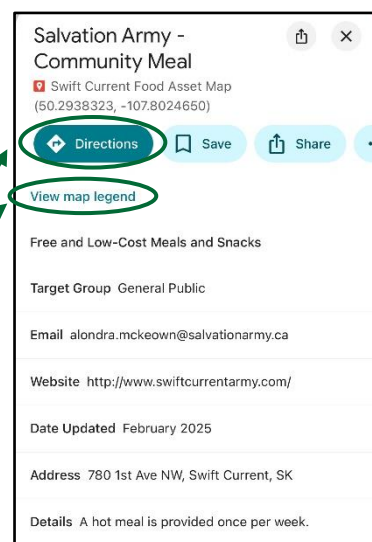 Salvation Army -
Community Meal
Swift Current Food Asset Map
(50.2938323, -107.8024650)
Directions
Save
Share
View map legend
Free and Low-Cost Meals and Snacks
Target Group General Public
Email alondra.mckeown@salvationarmy.ca
Website http://www.swiftcurrentarmy.com/
Date Updated February 2025
Address 780 1st Ave NW, Swift Current, SK
Details A hot meal is provided once per week.